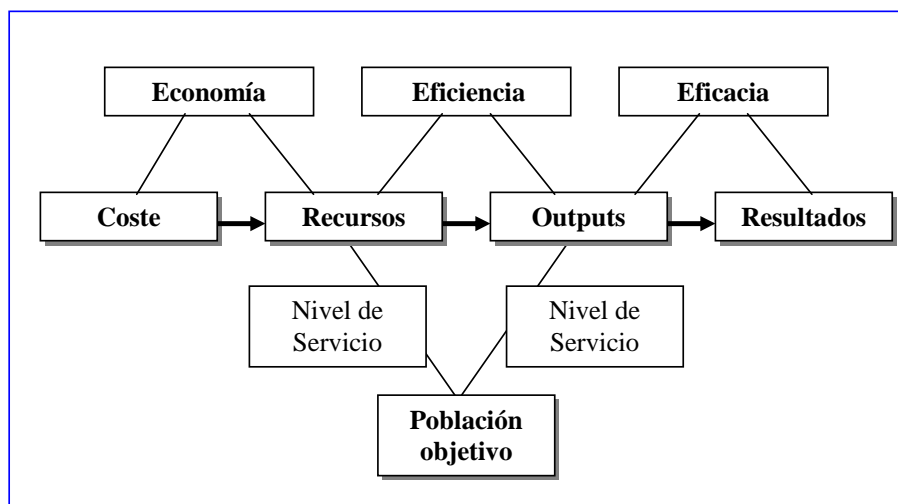 Economía
Eficiencia
Eficacia
Coste
Recursos
Outputs
Resultados
Nivel de
Servicio
Nivel de
Servicio
Población
objetivo